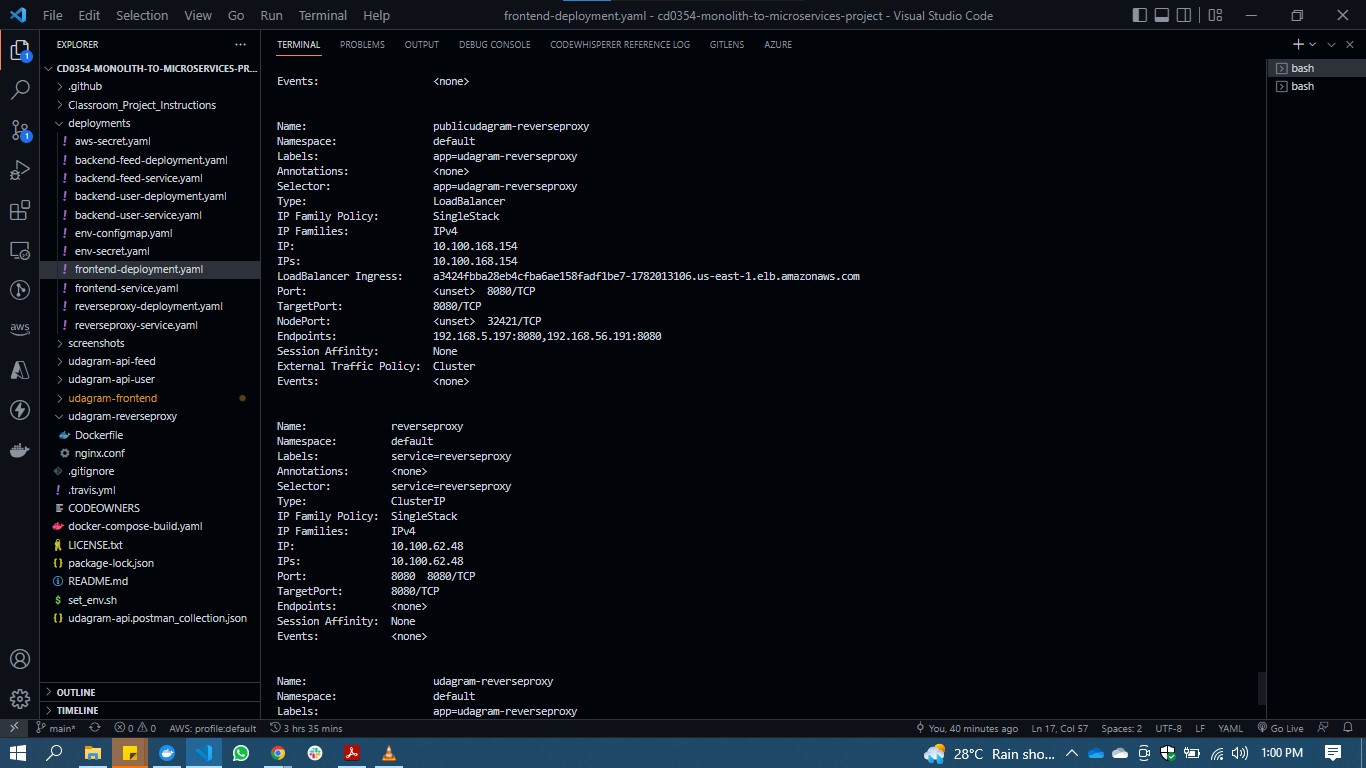 File Edit Selection View Go Run Terminal Help frontend-deployment.yaml - cd0354-monolith-to-microservices-project - Visual Studio Code
EXPLORER ...
CD0354-MONOLITH-TO-MICROSERVICES-PR...
.github
Classroom_Project_Instructions
deployments
! aws-secret.yaml
! backend-feed-deployment.yaml
! backend-feed-service.yaml
! backend-user-deployment.yaml
! backend-user-service.yaml
! env-configmap.yaml
! env-secret.yaml
! frontend-deployment.yaml
! frontend-service.yaml
! reverseproxy-deployment.yaml
! reverseproxy-service.yaml
screenshots
udagram-api-feed
udagram-api-user
udagram-frontend
udagram-reverseproxy
Dockerfile
nginx.conf
.gitignore
! .travis.yml
CODEOWNERS
docker-compose-build.yaml
LICENSE.txt
{} package-lock.json
README.md
$ set_env.sh
{} udagram-api.postman_collection.json
OUTLINE
TIMELINE
1
1
aws
TERMINAL PROBLEMS OUTPUT DEBUG CONSOLE CODEWHISPERER REFERENCE LOG GITLENS AZURE
Events: <none>
Name: publicudagram-reverseproxy
Namespace: default
Labels: app=udagram-reverseproxy
Annotations: <none>
Selector: app=udagram-reverseproxy
Type: LoadBalancer
IP Family Policy: SingleStack
IP Families: IPv4
IP: 10.100.168.154
IPs: 10.100.168.154
LoadBalancer Ingress: a3424fbba28eb4cfba6ae158fadf1be7-1782013106.us-east-1.elb.amazonaws.com
Port: <unset> 8080/TCP
TargetPort: 8080/TCP
NodePort: <unset> 32421/TCP
Endpoints: 192.168.5.197:8080,192.168.56.191:8080
Session Affinity: None
External Traffic Policy: Cluster
Events: <none>
Name: reverseproxy
Namespace: default
Labels: service=reverseproxy
Annotations: <none>
Selector: service=reverseproxy
Type: ClusterIP
IP Family Policy: SingleStack
IP Families: IPv4
IP: 10.100.62.48
IPs: 10.100.62.48
Port: 8080 8080/TCP
TargetPort: 8080/TCP
Endpoints: <none>
Session Affinity: None
Events: <none>
Name: udagram-reverseproxy
Namespace: default
Labels: app=udagram-reverseproxy
bash
bash
main* 0 0 AWS: profile:default 3 hrs 35 mins You, 40 minutes ago Ln 17, Col 57 Spaces: 2 UTF-8 LF YAML Go Live
28°C Rain sho... 1:00 PM